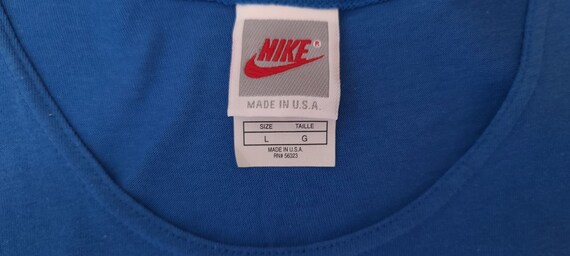 NIKE ®
MADE IN U.S.A.
SIZE TAILLE
L G
MADE IN U.S.A.
RN# 56323